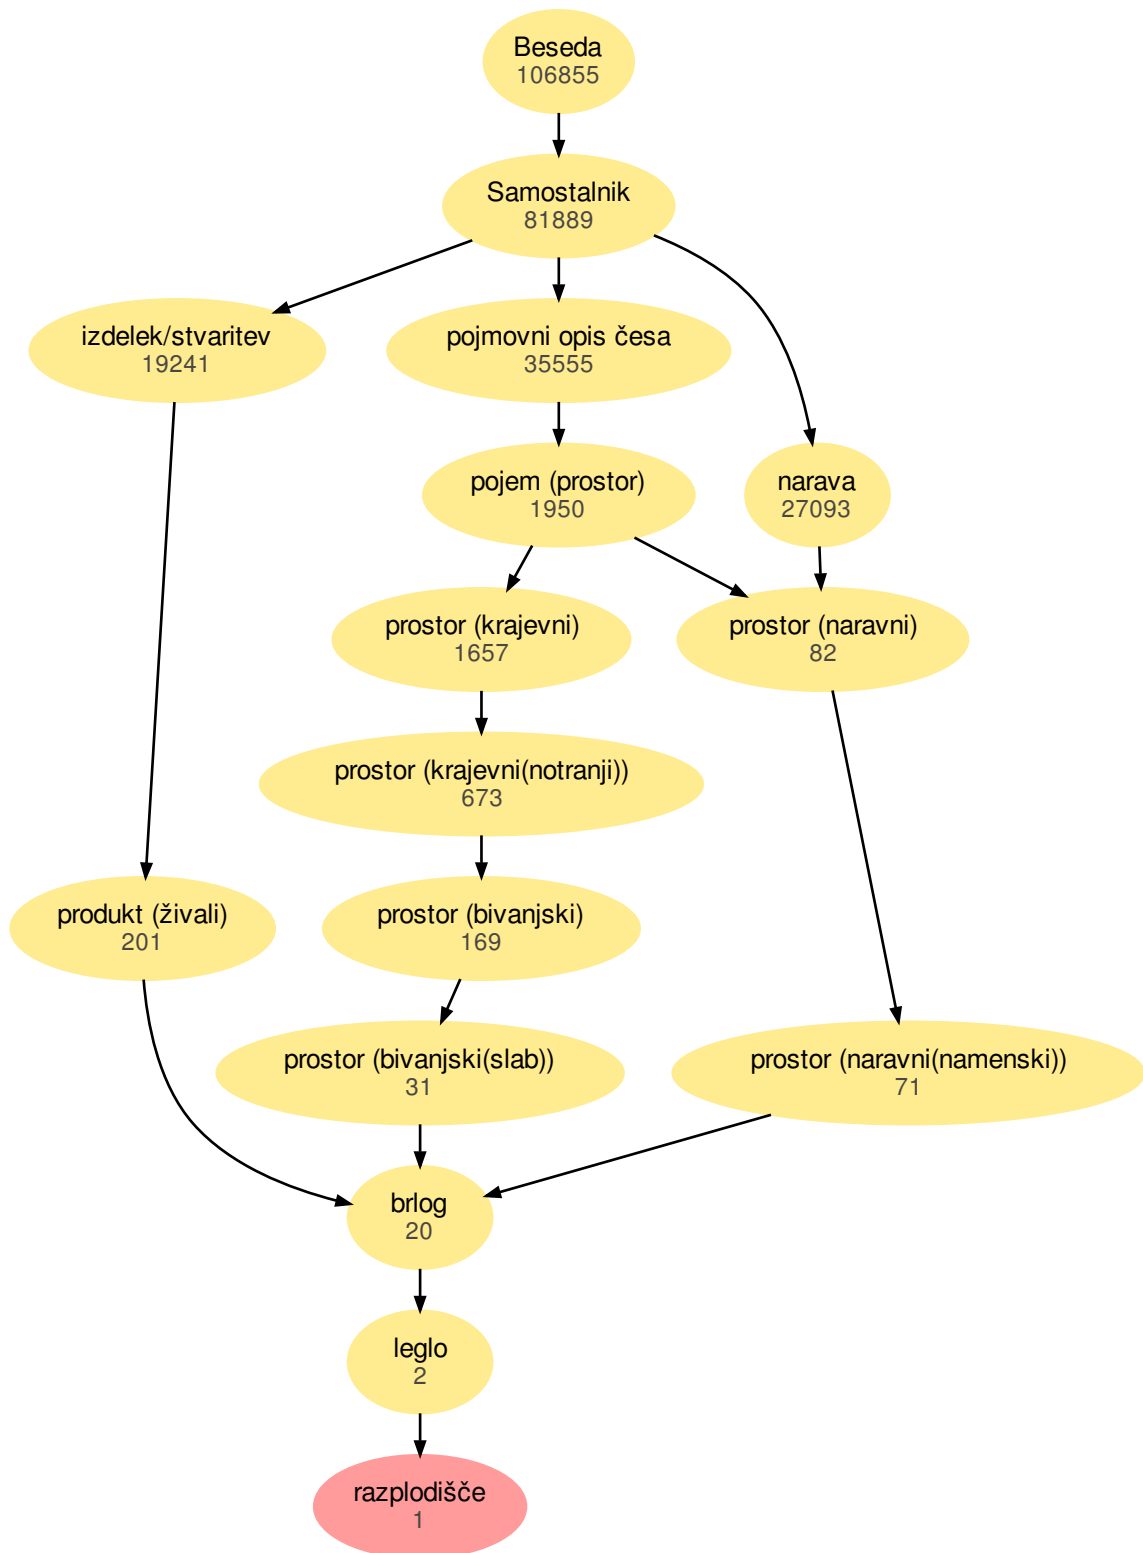 Beseda
106855
Samostalnik
81889
izdelek/stvaritev
19241
pojmovni opis česa
35555
pojem (prostor)
1950
narava
27093
prostor (krajevni)
1657
prostor (naravni)
82
prostor (krajevni(notranji))
673
produkt (živali)
201
prostor (bivanjski)
169
prostor (bivanjski(slab))
31
prostor (naravni(namenski))
71
brlog
20
leglo
2
razplodišče
1